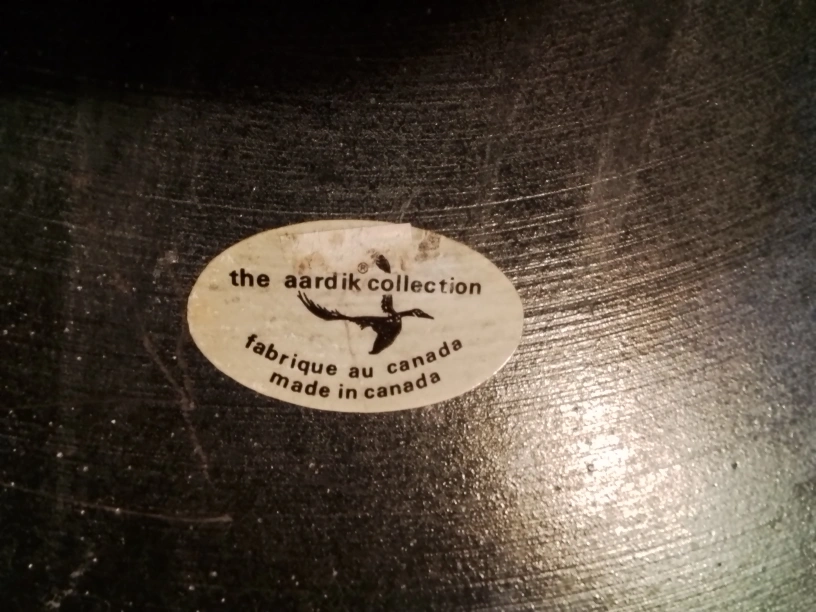 the aardik® collection
fabrique au canada
made in canada